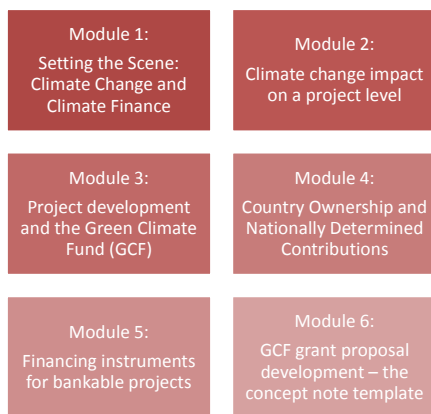 Module 1:
Setting the Scene:
Climate Change and
Climate Finance
Module 2:
Climate change impact
on a project level
Module 3:
Project development
and the Green Climate
Fund (GCF)
Module 4:
Country Ownership and
Nationally Determined
Contributions
Module 5:
Financing instruments
for bankable projects
Module 6:
GCF grant proposal
development – the
concept note template